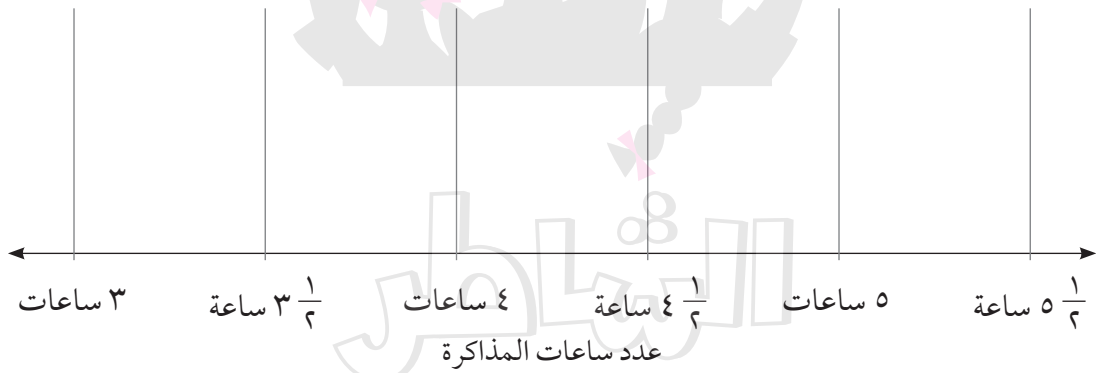 ٣ ساعات
٣ ١/٢ ساعة
٤ ساعات
٤ ١/٢ ساعة
٥ ساعات
٥ ١/٢ ساعة
عدد ساعات المذاكرة
الشاطر